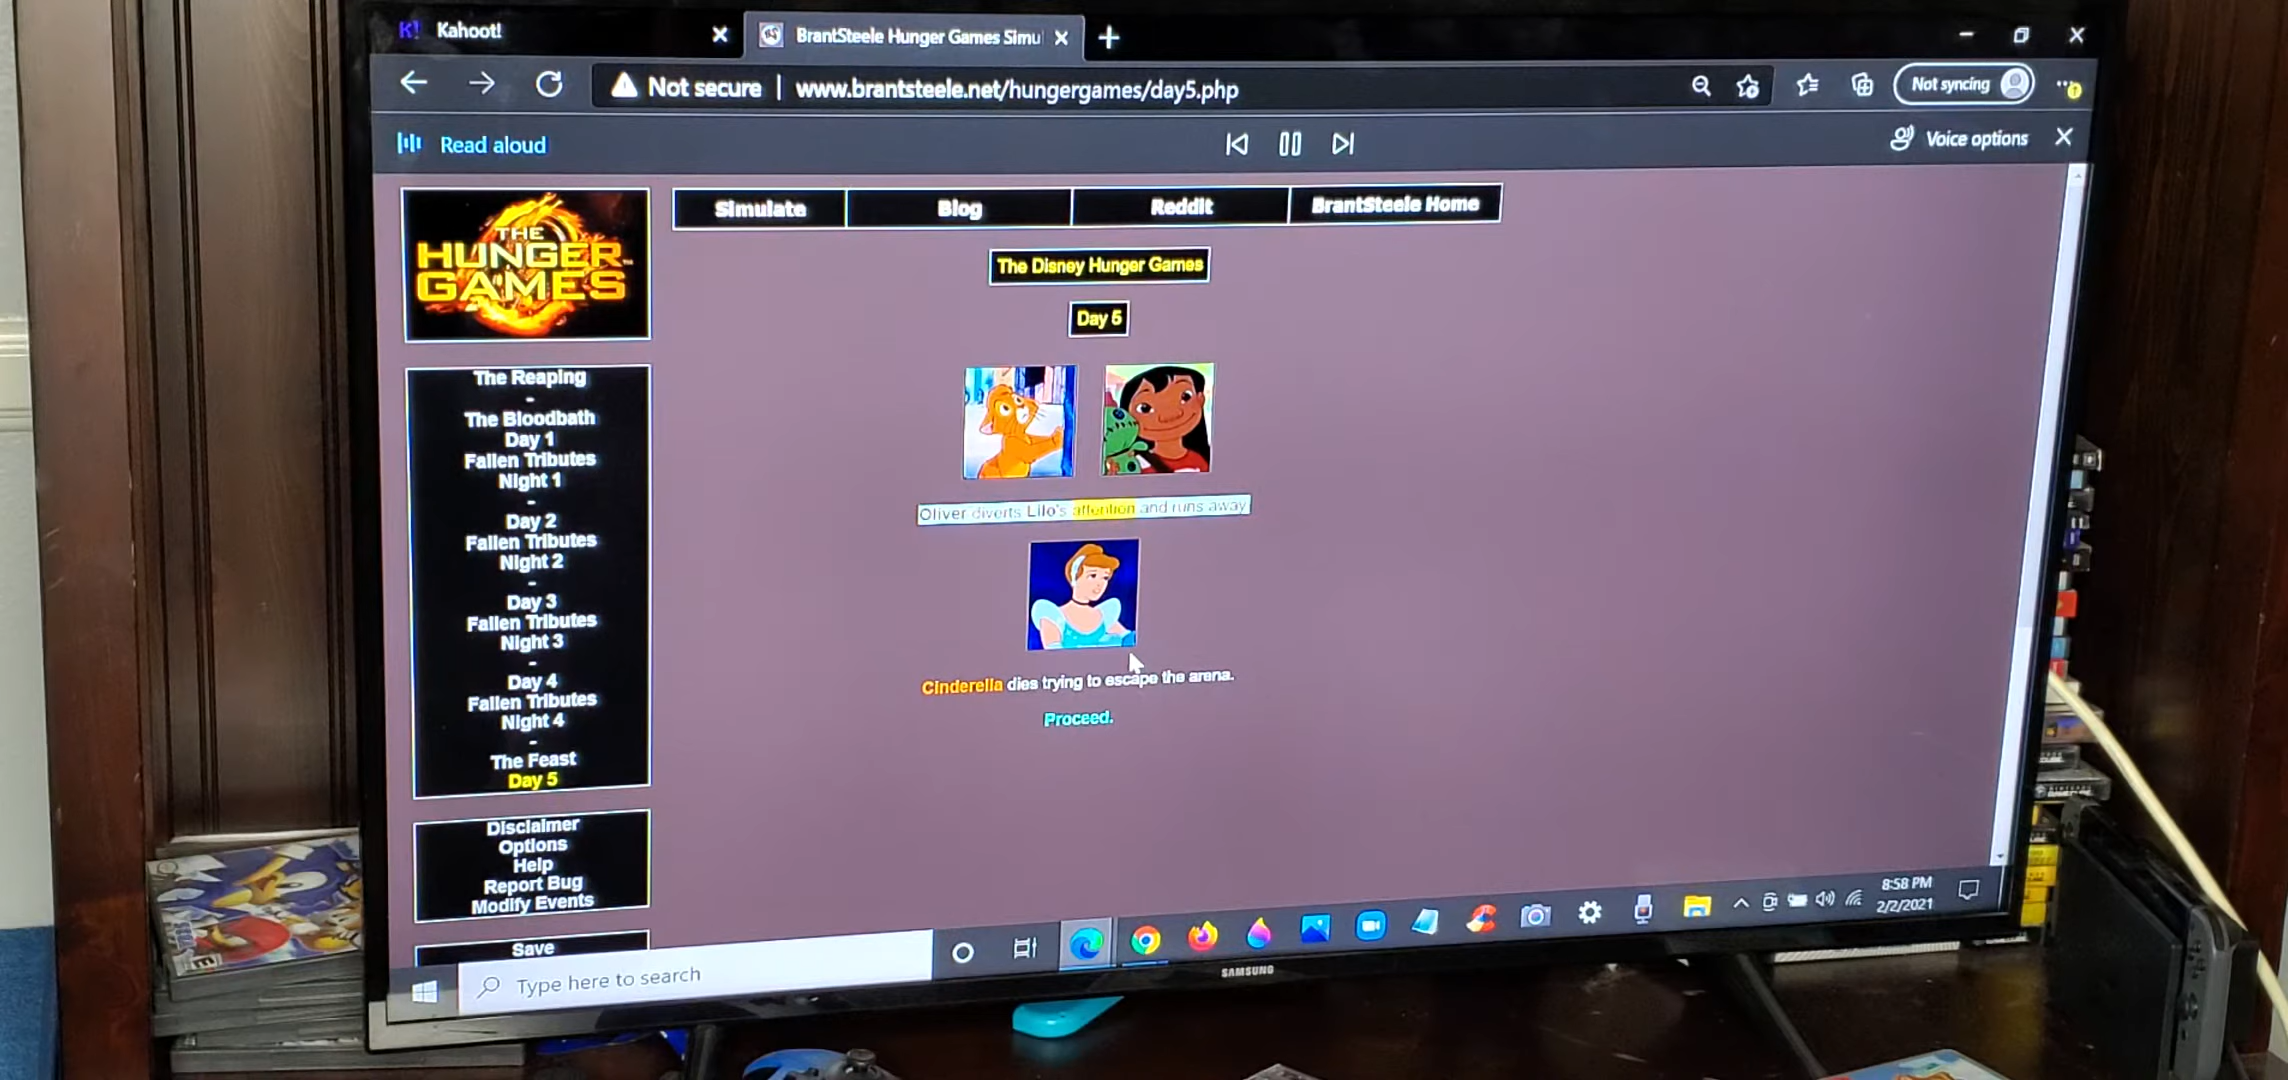 Kahoot!
BrantSteele Hunger Games Simu
Not secure | www.brantsteele.net/hungergames/day5.php
Not syncing
Read aloud
Voice options
THE
HUNGER
GAMES
Simulate
Blog
Reddit
BrantSteele Home
The Disney Hunger Games
Day 5
Oliver diverts Lilo's attention and runs away
Cinderella dies trying to escape the arena.
Proceed.
The Reaping
-
The Bloodbath
Day 1
Fallen Tributes
Night 1
-
Day 2
Fallen Tributes
Night 2
-
Day 3
Fallen Tributes
Night 3
-
Day 4
Fallen Tributes
Night 4
-
The Feast
Day 5
Disclaimer
Options
Help
Report Bug
Modify Events
Save
Type here to search
8:58 PM
2/2/2021
SAMSUNG